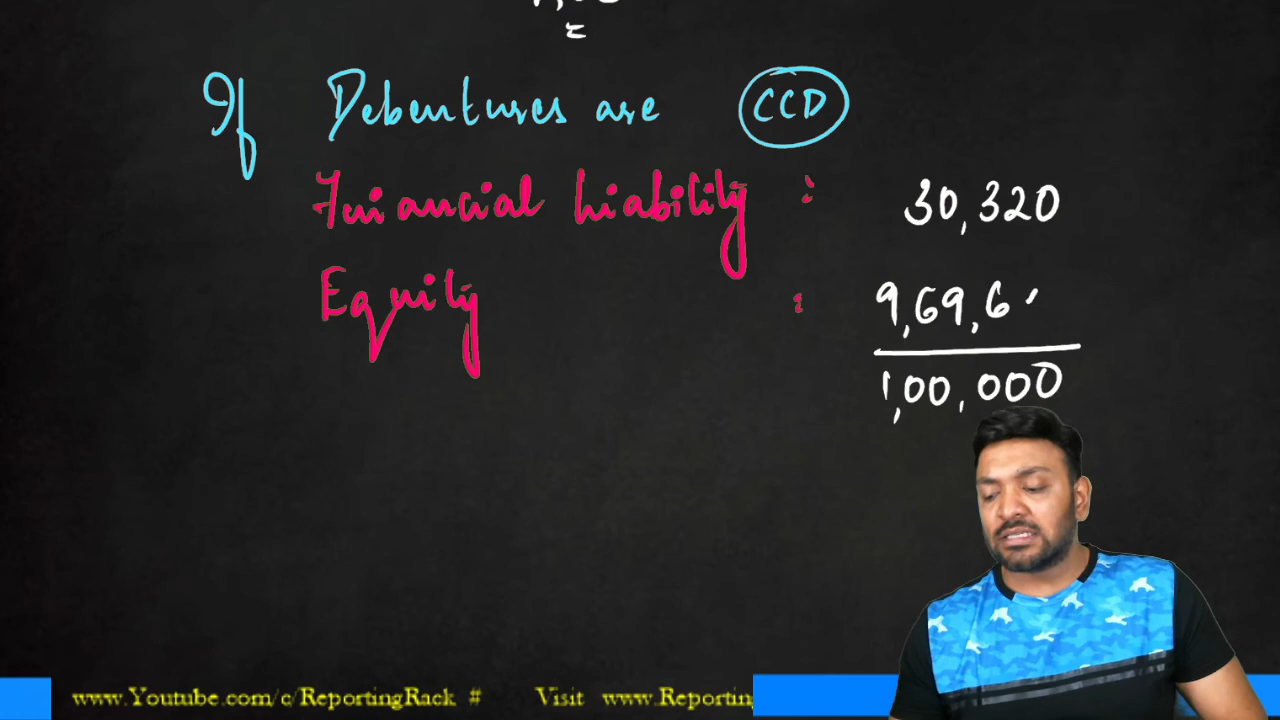 If Debentures are CCD
Financial Liability : 30,320
Equity : 9,69,6
1,00,000
www.Youtube.com/c/ReportingRack # Visit www.Reporting